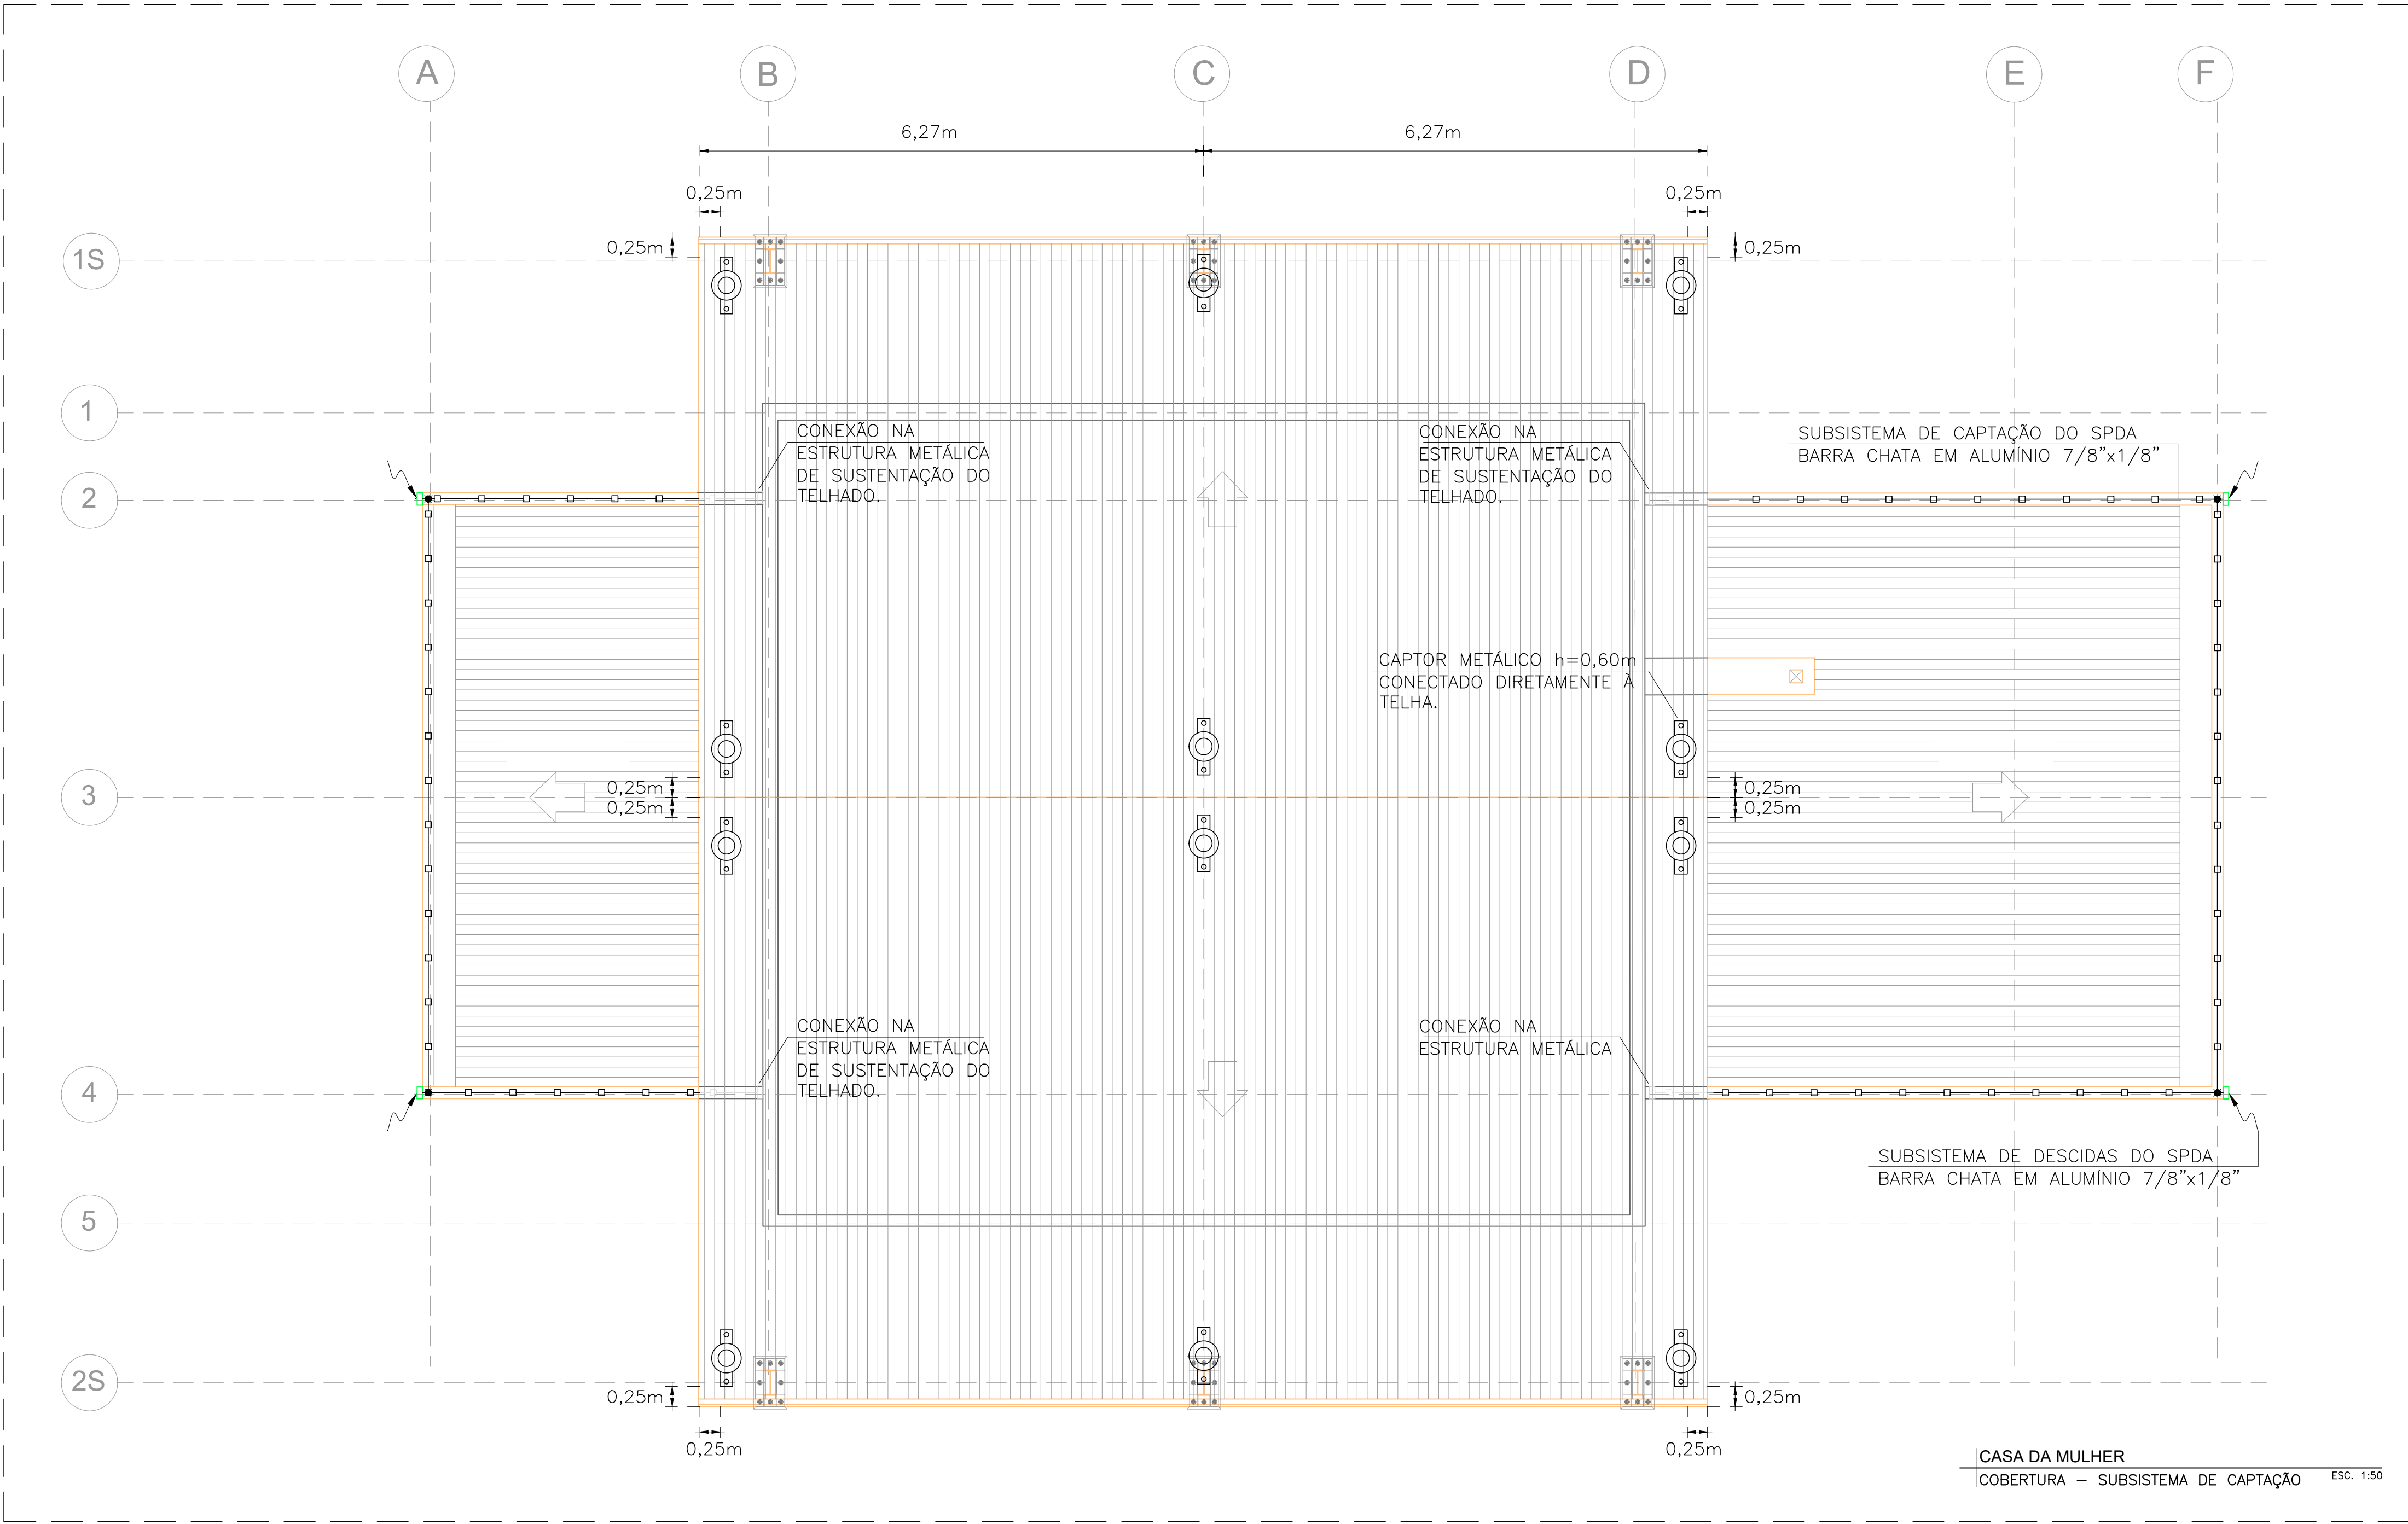 A
B
C
D
E
F
6,27m
6,27m
0,25m
0,25m
0,25m
0,25m
1S
1
CONEXÃO NA
ESTRUTURA METÁLICA
DE SUSTENTAÇÃO DO
TELHADO.
CONEXÃO NA
ESTRUTURA METÁLICA
DE SUSTENTAÇÃO DO
TELHADO.
SUBSISTEMA DE CAPTAÇÃO DO SPDA
BARRA CHATA EM ALUMÍNIO 7/8"x1/8"
2
CAPTOR METÁLICO h=0,60m
CONECTADO DIRETAMENTE À
TELHA.
3
0,25m
0,25m
0,25m
0,25m
CONEXÃO NA
ESTRUTURA METÁLICA
DE SUSTENTAÇÃO DO
TELHADO.
CONEXÃO NA
ESTRUTURA METÁLICA
4
SUBSISTEMA DE DESCIDAS DO SPDA
BARRA CHATA EM ALUMÍNIO 7/8"x1/8"
5
2S
0,25m
0,25m
0,25m
0,25m
CASA DA MULHER
COBERTURA – SUBSISTEMA DE CAPTAÇÃO
ESC. 1:50